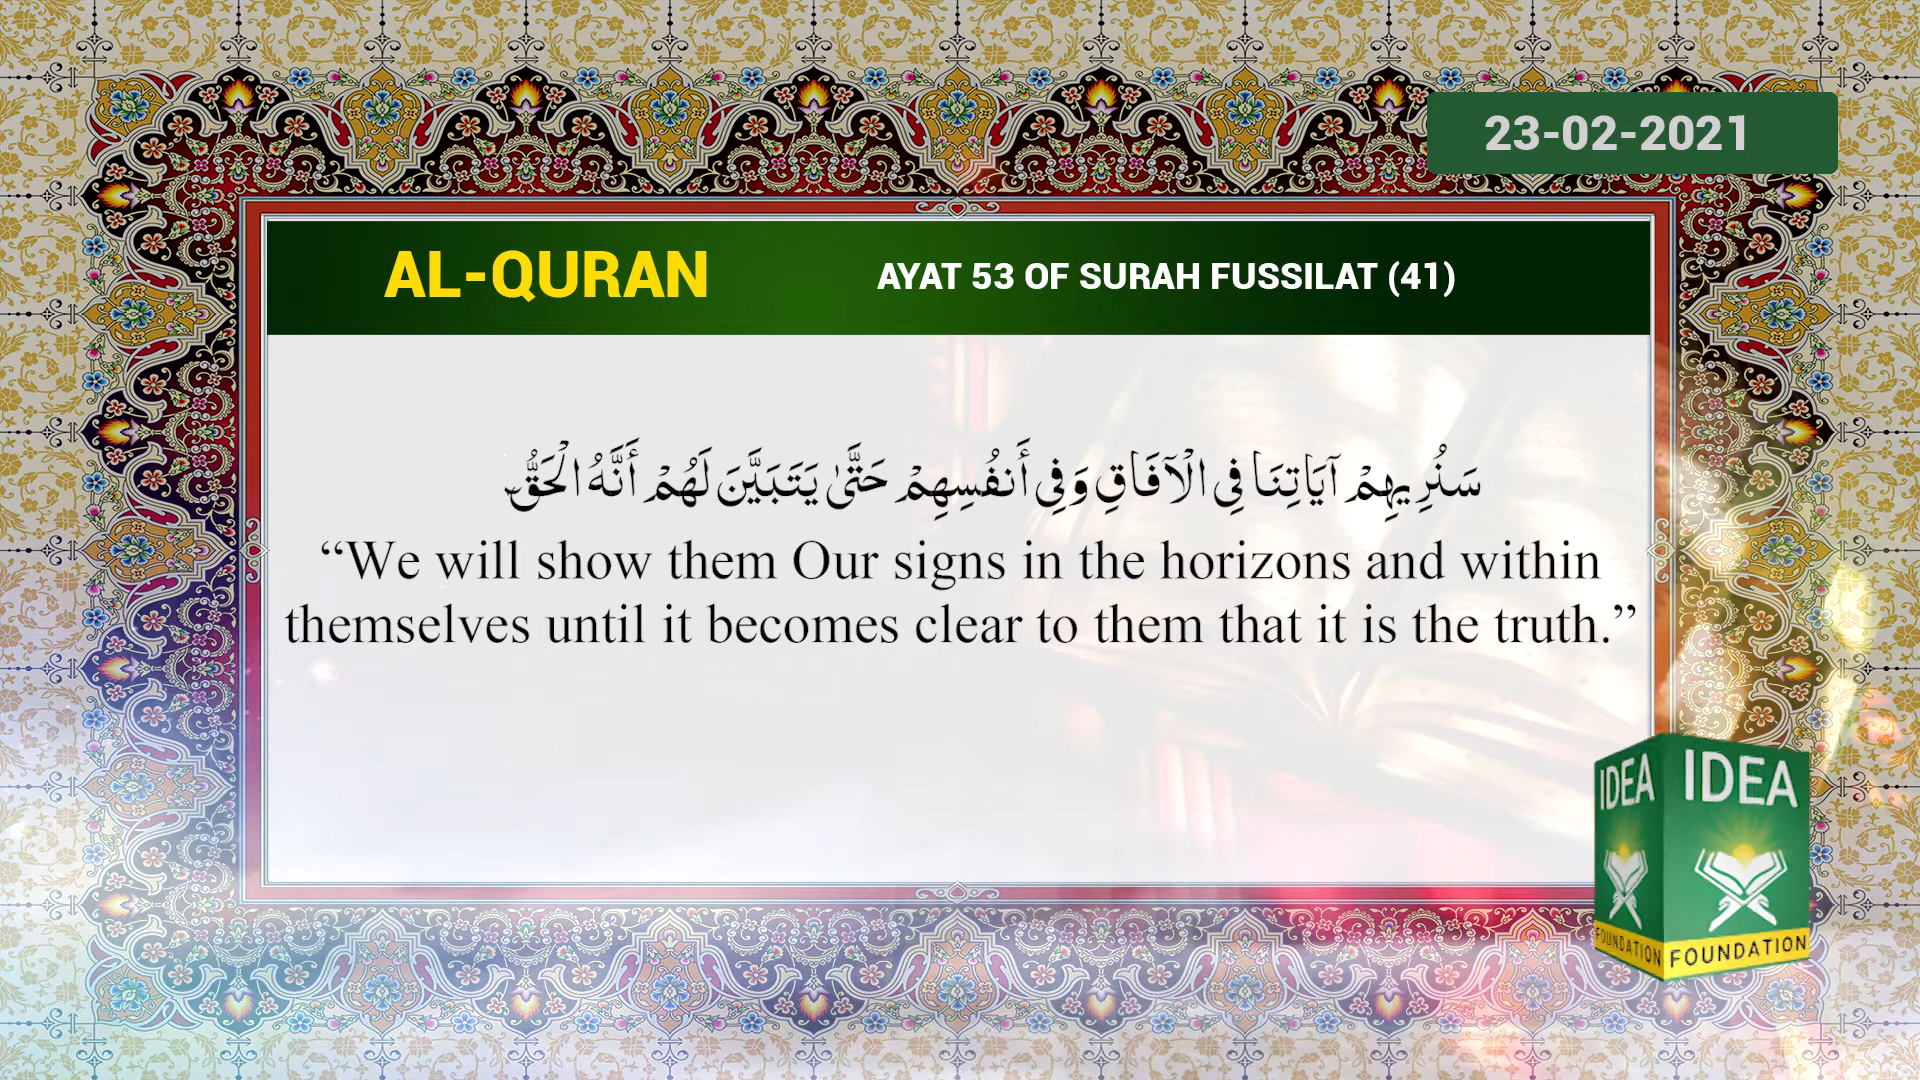 23-02-2021
AL-QURAN
AYAT 53 OF SURAH FUSSILAT (41)
سَنُرِيهِمْ آيَاتِنَا فِي الْآفَاقِ وَفِي أَنفُسِهِمْ حَتَّىٰ يَتَبَيَّنَ لَهُمْ أَنَّهُ الْحَقُّ
“We will show them Our signs in the horizons and within
themselves until it becomes clear to them that it is the truth.”
IDEA
FOUNDATION
IDEA
FOUNDATION